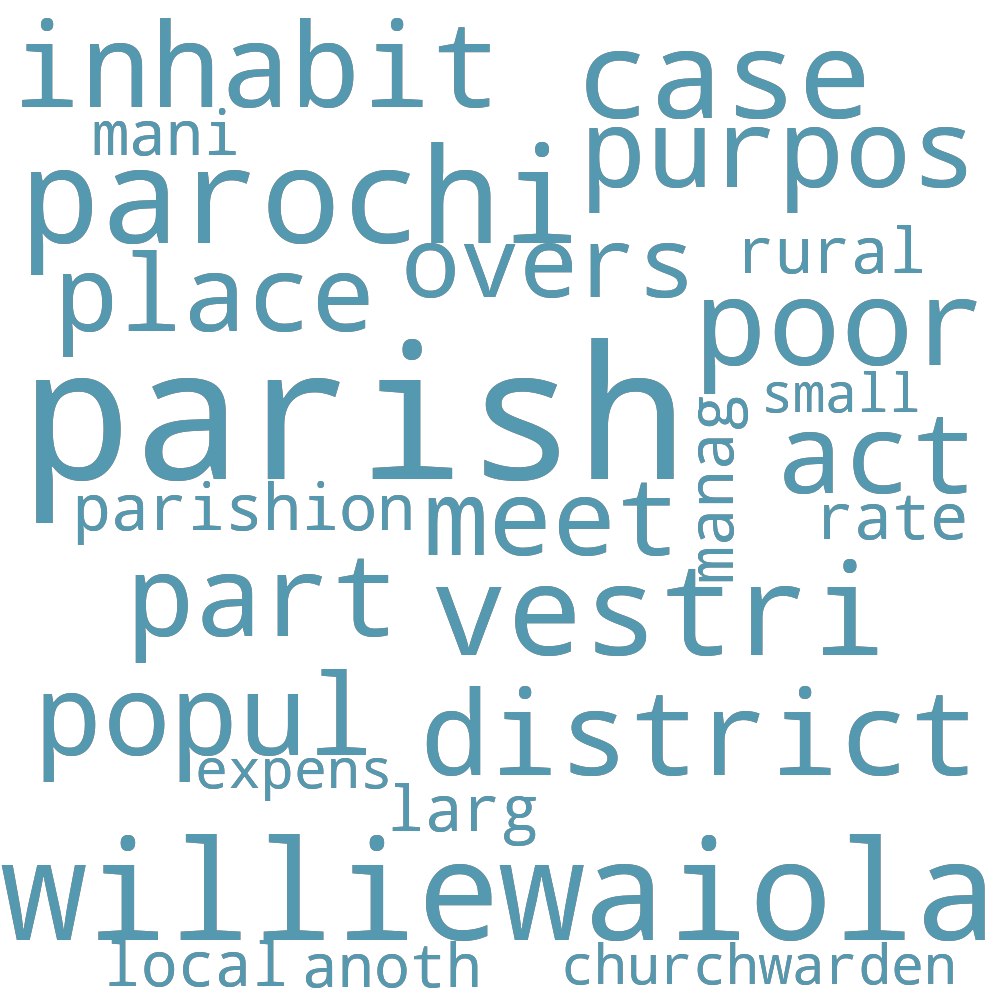 inhabit
case
mani
purpos
parochi
overs
rural
place
poor
parish
small
manag
act
parishion
meet
rate
part
vestri
popul
district
expens
larg
williewaiola
local
anoth
churchwarden